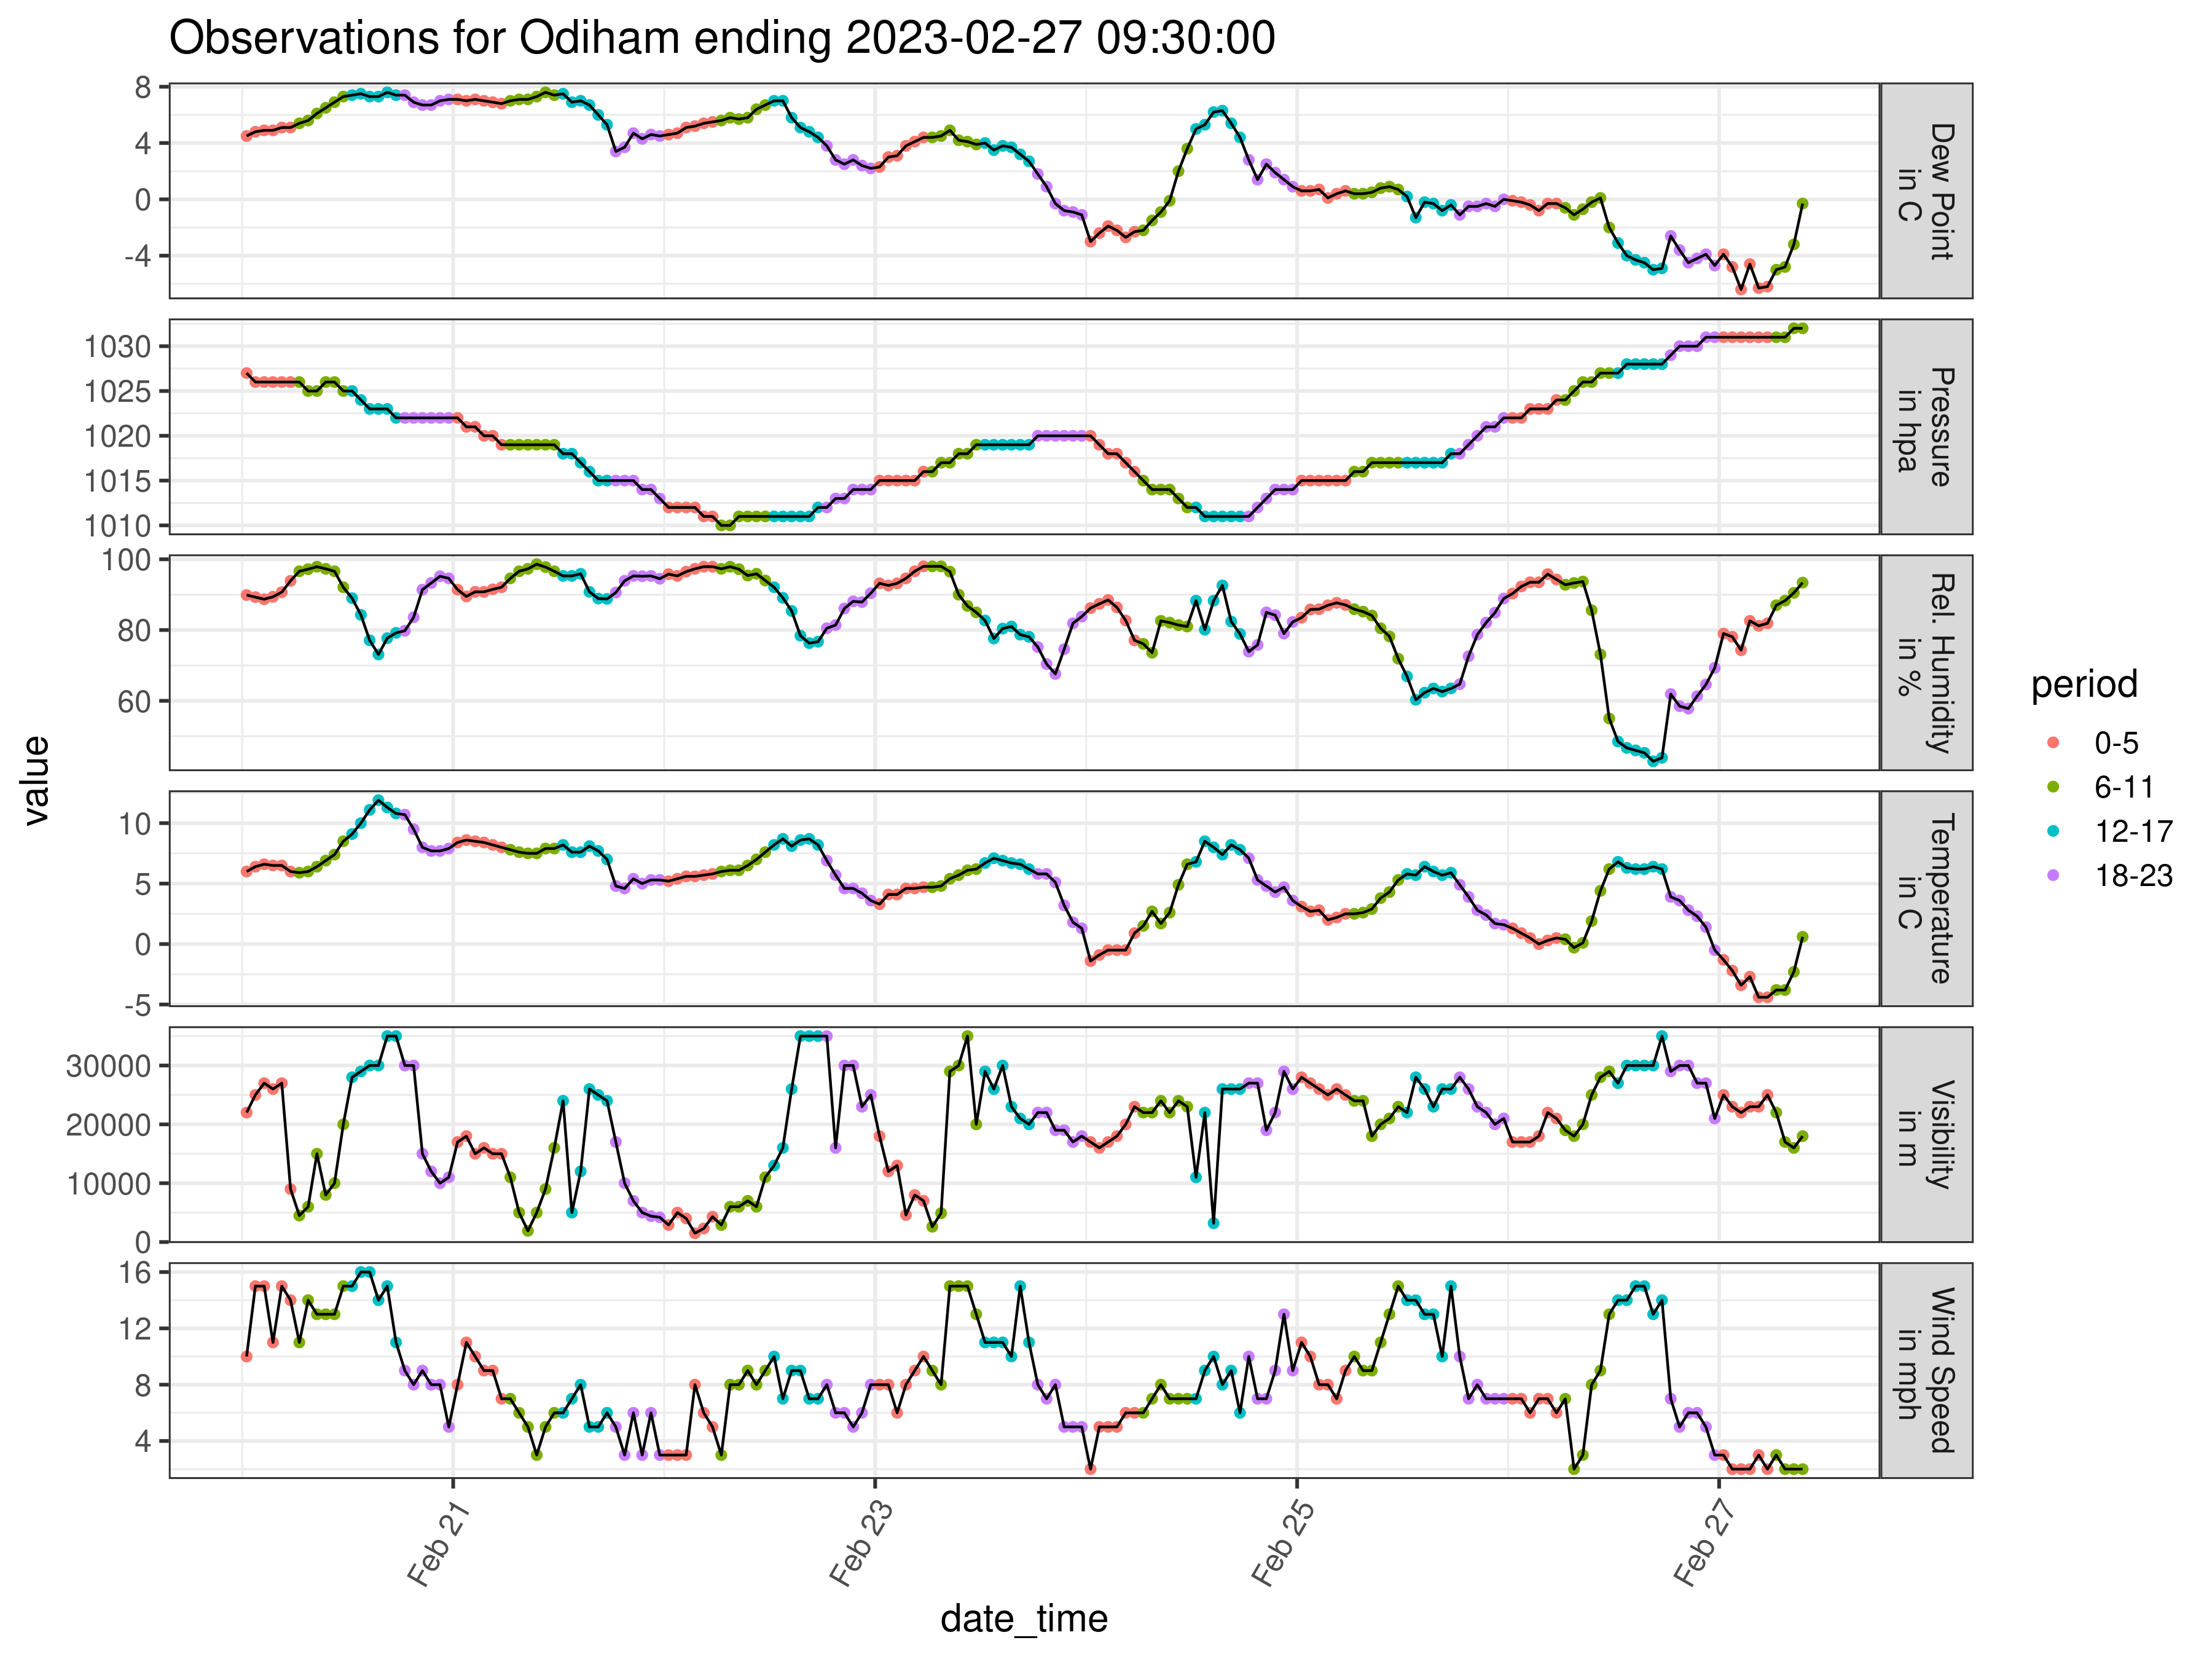 Observations for Odiham ending 2023-02-27 09:30:00
value
8
4
0
-4
Dew Point
in C
1030
1025
1020
1015
1010
Pressure
in hpa
100
80
60
Rel. Humidity
in %
10
5
0
-5
Temperature
in C
30000
20000
10000
0
Visibility
in m
16
12
8
4
Wind Speed
in mph
Feb 21
Feb 23
Feb 25
Feb 27
date_time
period
0-5
6-11
12-17
18-23